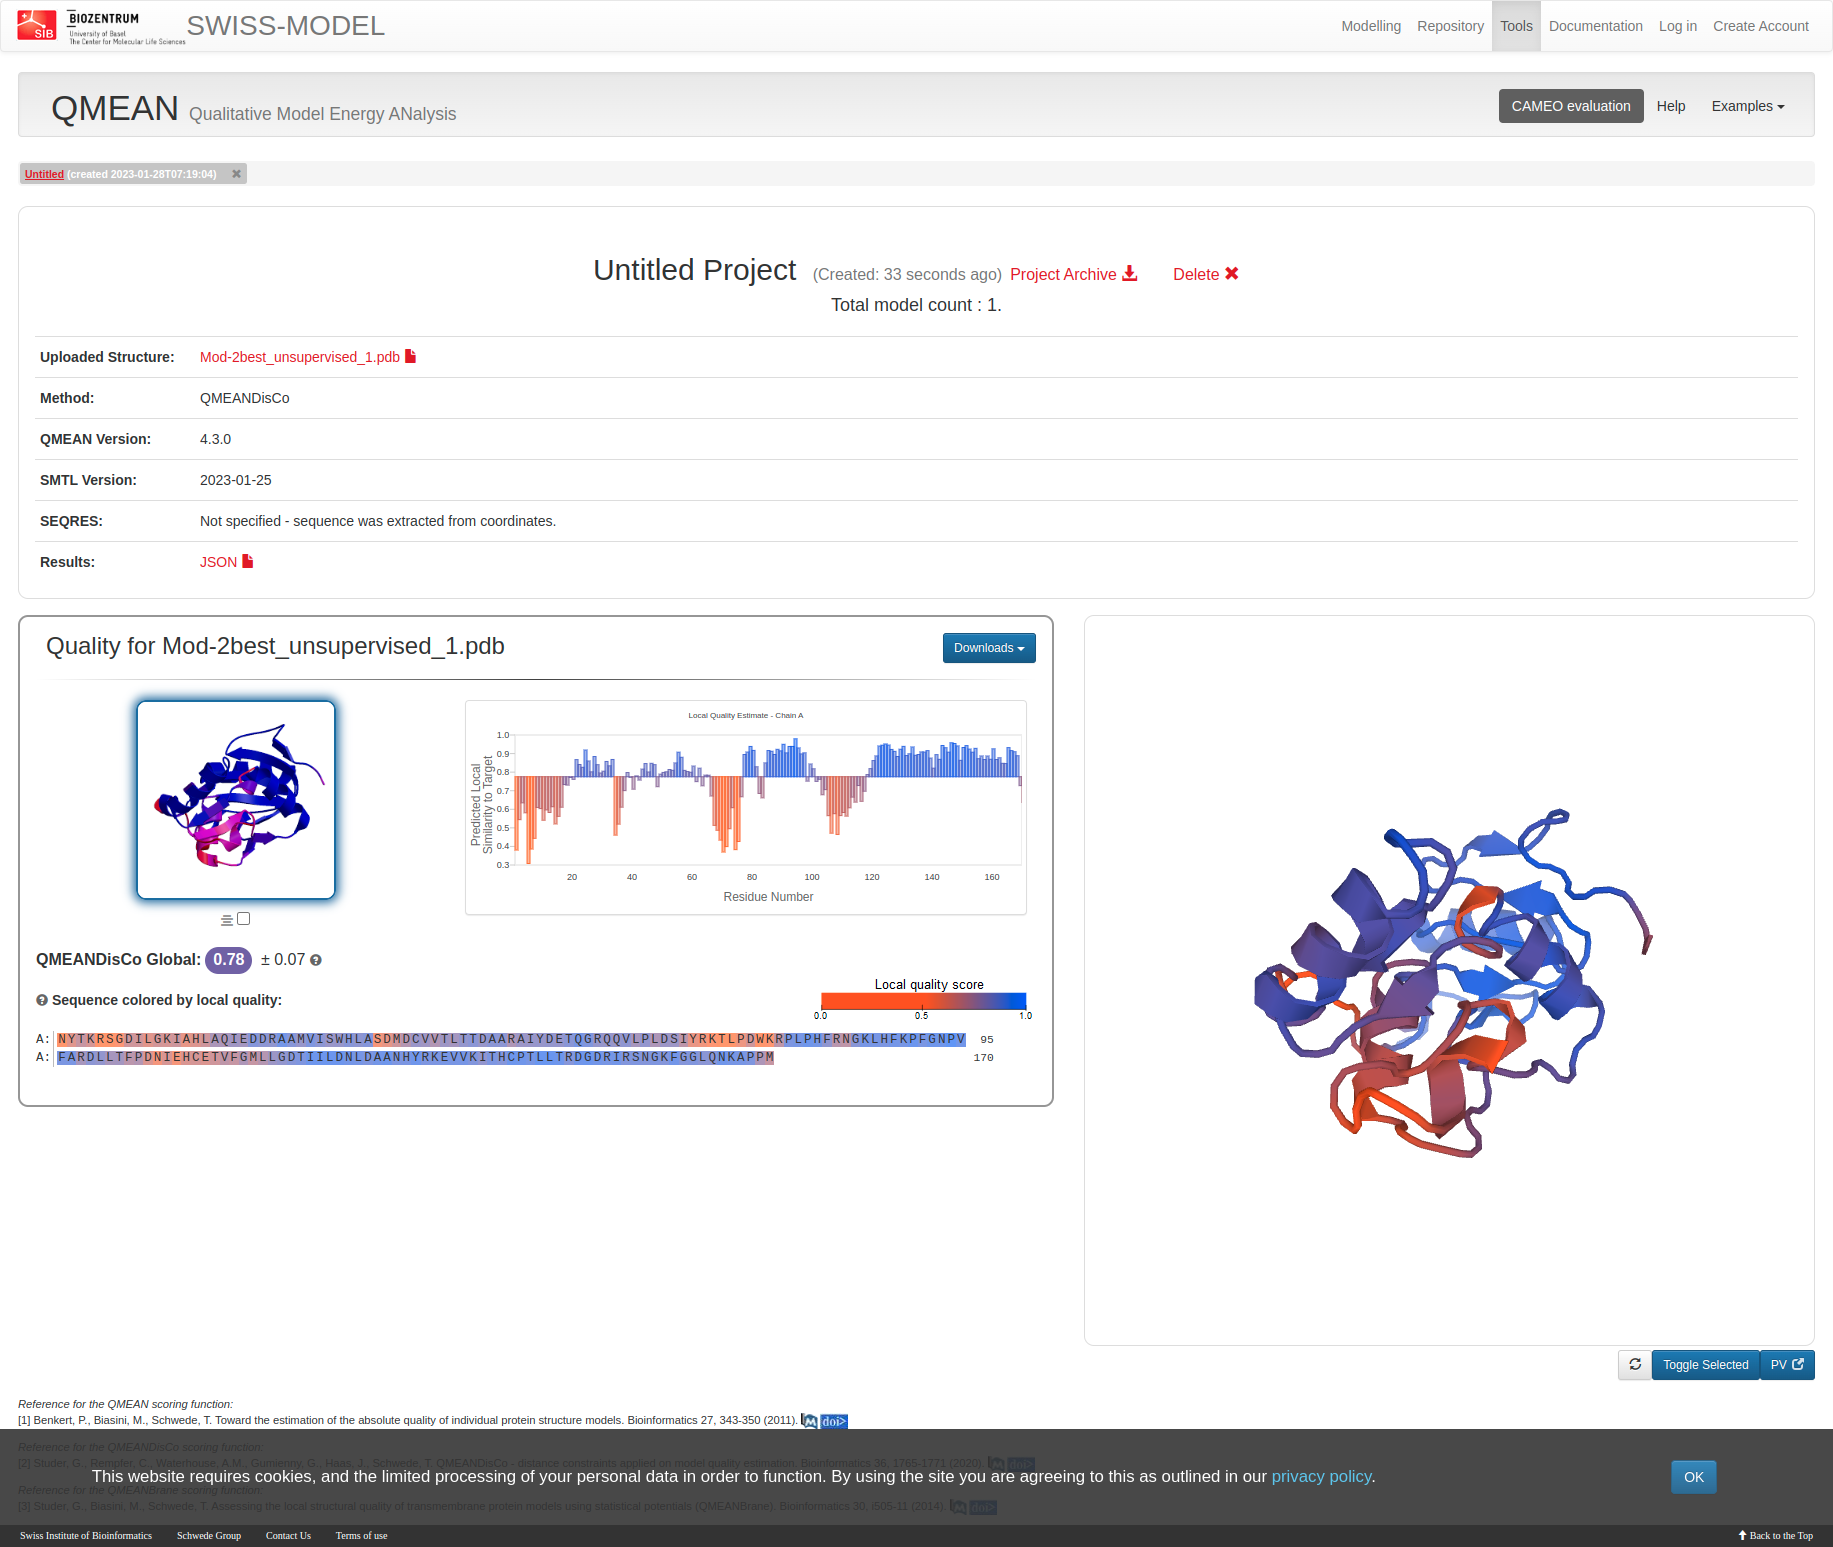 SIB
BIOZENTRUM
University of Basel
The Center for Molecular Life Sciences
SWISS-MODEL
Modelling Repository Tools Documentation Log in Create Account
QMEAN Qualitative Model Energy ANalysis
CAMEO evaluation Help Examples
Untitled (created 2023-01-28T07:19:04)
Untitled Project (Created: 33 seconds ago) Project Archive Delete
Total model count : 1.
Uploaded Structure: Mod-2best_unsupervised_1.pdb
Method: QMEANDisCo
QMEAN Version: 4.3.0
SMTL Version: 2023-01-25
SEQRES: Not specified - sequence was extracted from coordinates.
Results: JSON
Quality for Mod-2best_unsupervised_1.pdb
Downloads
Local Quality Estimate - Chain A
Predicted Local
Similarity to Target
1.0
0.9
0.8
0.7
0.6
0.5
0.4
0.3
20 40 60 80 100 120 140 160
Residue Number
QMEANDisCo Global: 0.78 ± 0.07
Sequence colored by local quality:
Local quality score
0.0 0.5 1.0
A: NYTKRSGDILGKIAHLAQIEDDRAAMVISWHLASDMDCVVTLTTDAARAIYDETQGRQQVLPLDSIYRKTLPDWKRPLPHFRNGKLHFKPFGNPV 95
A: FARDLLTFPDNIEHCETVFGMLLGDTIILDNLDAANHYRKEVVKITHCPTLLTRDGDRIRSNGKFGGLQNKAPPM 170
Toggle Selected PV
Reference for the QMEAN scoring function:
[1] Benkert, P., Biasini, M., Schwede, T. Toward the estimation of the absolute quality of individual protein structure models. Bioinformatics 27, 343-350 (2011). doi>
Reference for the QMEANDisCo scoring function:
[2] Studer, G., Rempfer, C., Waterhouse, A.M., Gumienny, G., Haas, J., Schwede, T. QMEANDisCo - distance constraints applied on model quality estimation. Bioinformatics 36, 1765-1771 (2020). doi>
This website requires cookies, and the limited processing of your personal data in order to function. By using the site you are agreeing to this as outlined in our privacy policy.
OK
Reference for the QMEANBrane scoring function:
[3] Studer, G., Biasini, M., Schwede, T. Assessing the local structural quality of transmembrane protein models using statistical potentials (QMEANBrane). Bioinformatics 30, i505-11 (2014). doi>
Swiss Institute of Bioinformatics Schwede Group Contact Us Terms of use
Back to the Top